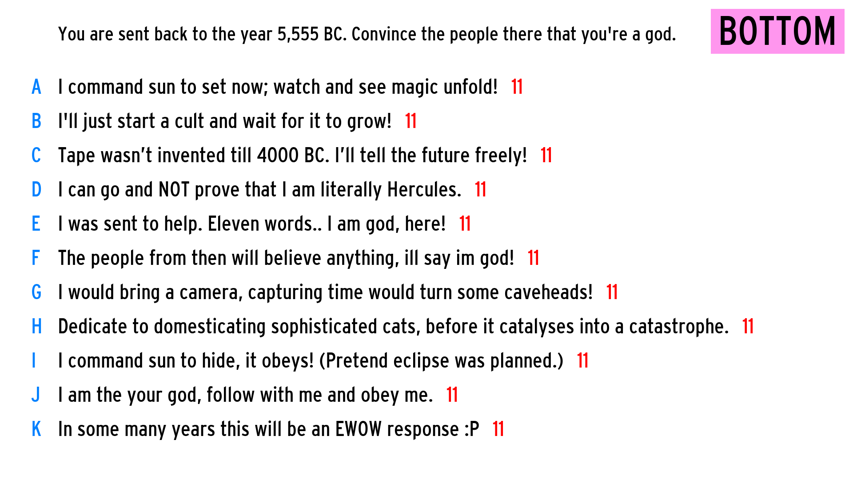 You are sent back to the year 5,555 BC. Convince the people there that you're a god.
BOTTOM
A I command sun to set now; watch and see magic unfold! 11
B I'll just start a cult and wait for it to grow! 11
C Tape wasn’t invented till 4000 BC. I’ll tell the future freely! 11
D I can go and NOT prove that I am literally Hercules. 11
E I was sent to help. Eleven words.. I am god, here! 11
F The people from then will believe anything, ill say im god! 11
G I would bring a camera, capturing time would turn some caveheads! 11
H Dedicate to domesticating sophisticated cats, before it catalyses into a catastrophe. 11
I I command sun to hide, it obeys! (Pretend eclipse was planned.) 11
J I am the your god, follow with me and obey me. 11
K In some many years this will be an EWOW response :P 11